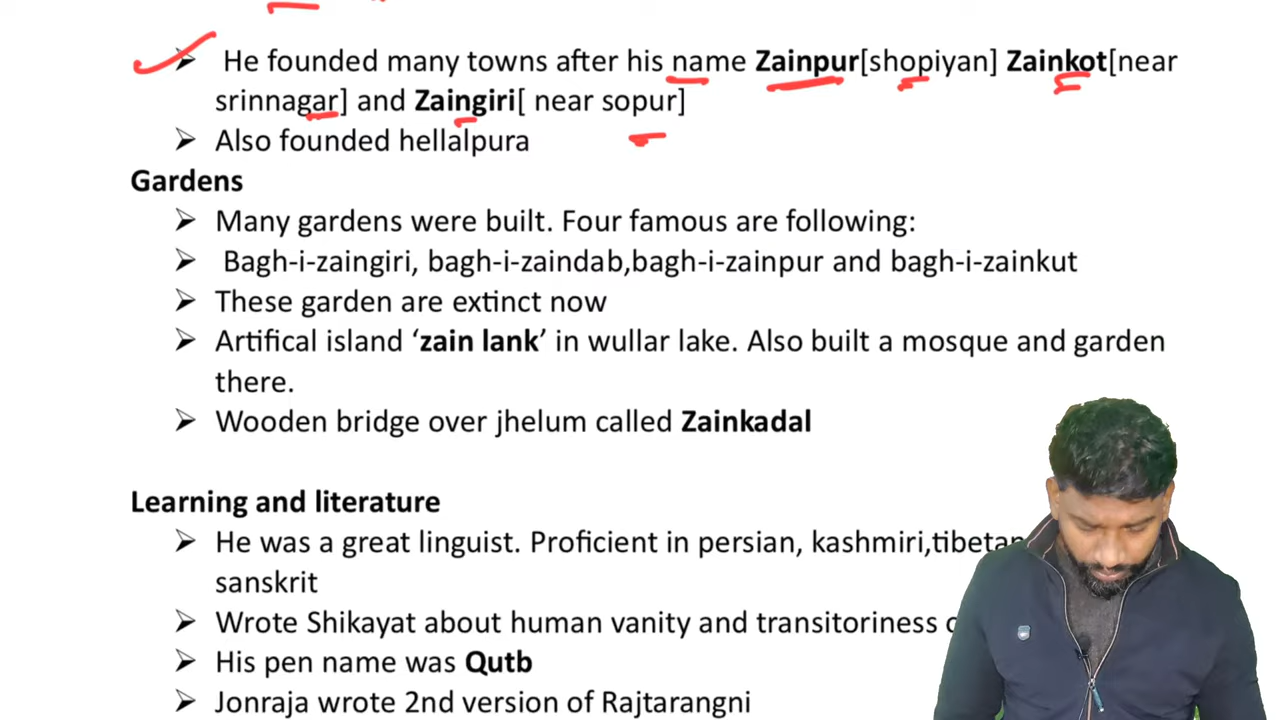 ➤ He founded many towns after his name Zainpur[shopiyan] Zainkot[near
srinnagar] and Zaingiri[ near sopur]
➤ Also founded hellalpura
Gardens
➤ Many gardens were built. Four famous are following:
➤ Bagh-i-zaingiri, bagh-i-zaindab,bagh-i-zainpur and bagh-i-zainkut
➤ These garden are extinct now
➤ Artifical island ‘zain lank’ in wullar lake. Also built a mosque and garden
there.
➤ Wooden bridge over jhelum called Zainkadal
Learning and literature
➤ He was a great linguist. Proficient in persian, kashmiri,tibetan
sanskrit
➤ Wrote Shikayat about human vanity and transitoriness
➤ His pen name was Qutb
➤ Jonraja wrote 2nd version of Rajtarangni